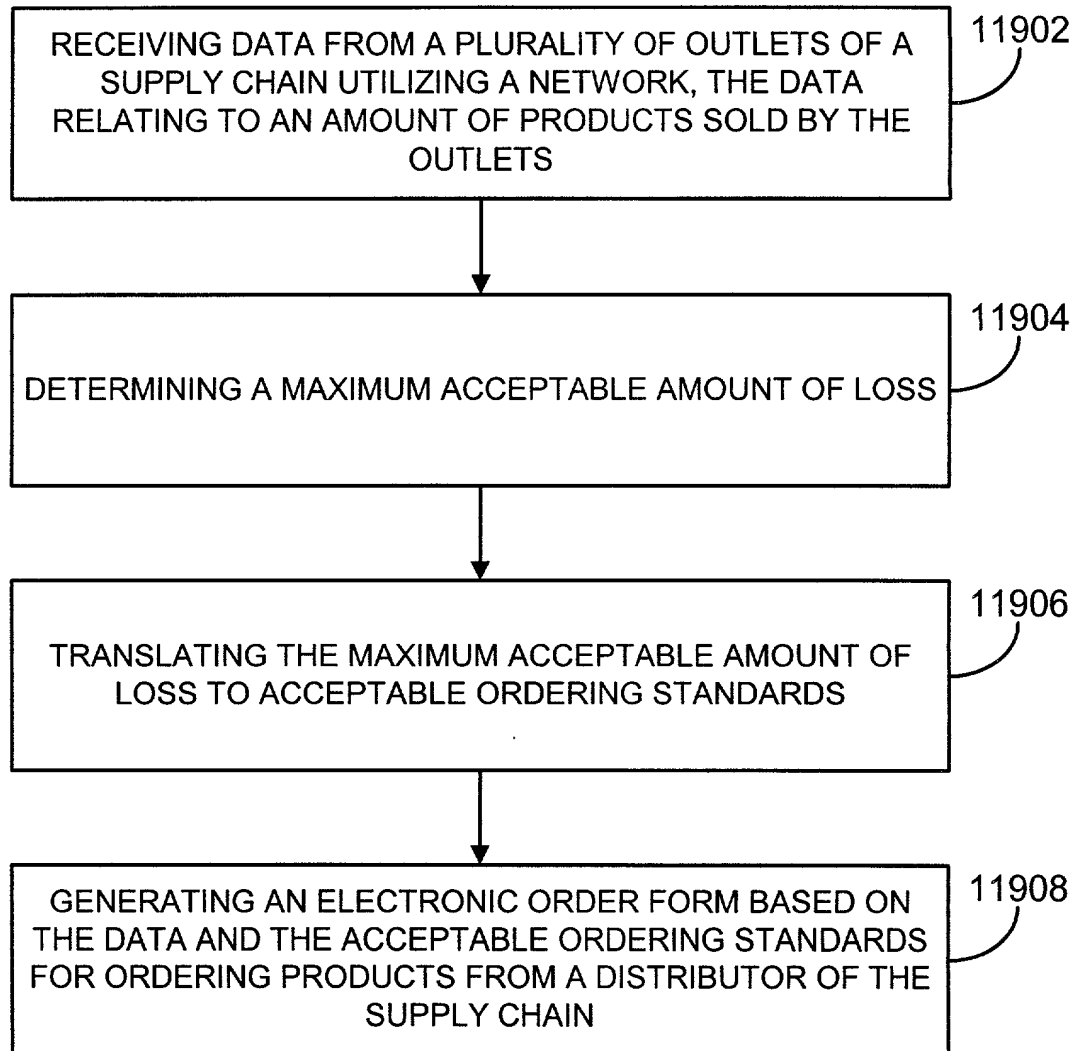 11902
RECEIVING DATA FROM A PLURALITY OF OUTLETS OF A
SUPPLY CHAIN UTILIZING A NETWORK, THE DATA
RELATING TO AN AMOUNT OF PRODUCTS SOLD BY THE
OUTLETS
11904
DETERMINING A MAXIMUM ACCEPTABLE AMOUNT OF LOSS
11906
TRANSLATING THE MAXIMUM ACCEPTABLE AMOUNT OF
LOSS TO ACCEPTABLE ORDERING STANDARDS
11908
GENERATING AN ELECTRONIC ORDER FORM BASED ON
THE DATA AND THE ACCEPTABLE ORDERING STANDARDS
FOR ORDERING PRODUCTS FROM A DISTRIBUTOR OF THE
SUPPLY CHAIN